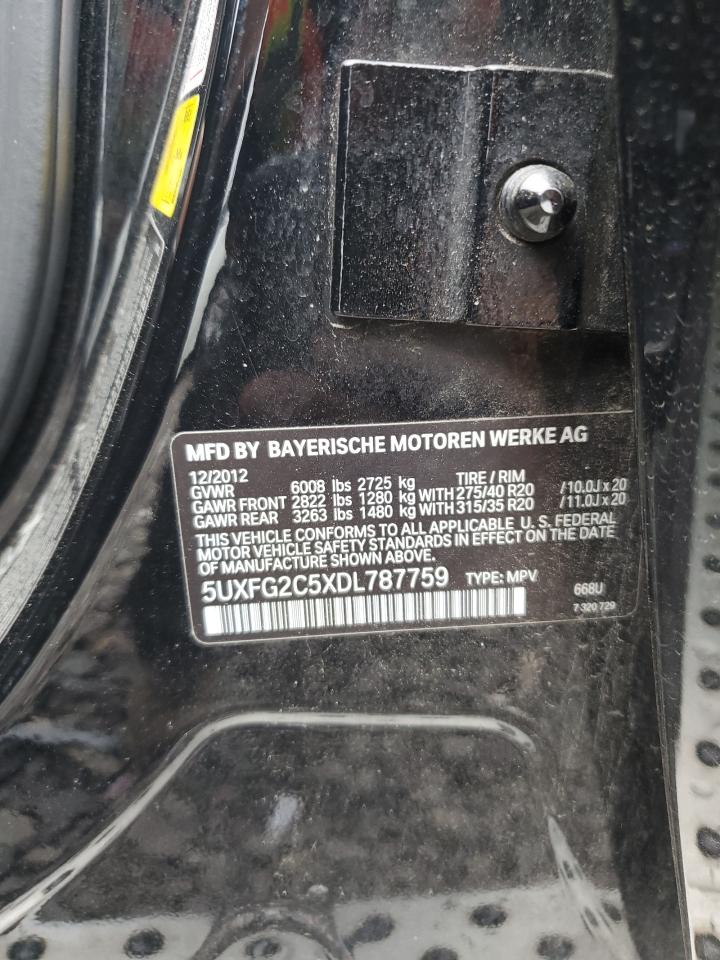 MFD BY BAYERISCHE MOTOREN WERKE AG
12/2012
GVWR 6008 lbs 2725 kg TIRE / RIM
GAWR FRONT 2822 lbs 1280 kg WITH 275/40 R20 / 10.0J x 20
GAWR REAR 3263 lbs 1480 kg WITH 315/35 R20 / 11.0J x 20
THIS VEHICLE CONFORMS TO ALL APPLICABLE U. S. FEDERAL
MOTOR VEHICLE SAFETY STANDARDS IN EFFECT ON THE DATE
OF MANUFACTURE SHOWN ABOVE.
5UXFG2C5XDL787759 TYPE: MPV 668U
7 320 729